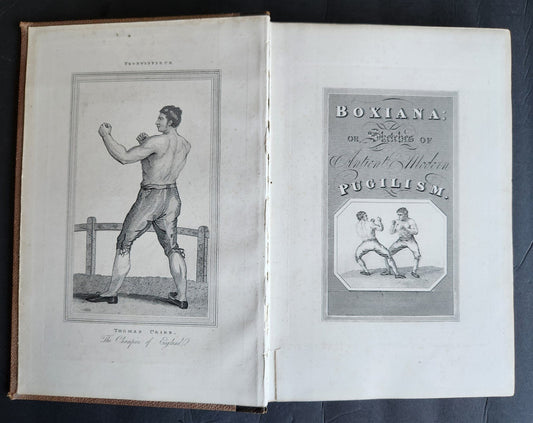 FRONTISPIECE.
THOMAS CRIBB.
The Champion of England.
BOXIANA;
OR Sketches OF
Antient & Modern
PUGILISM.